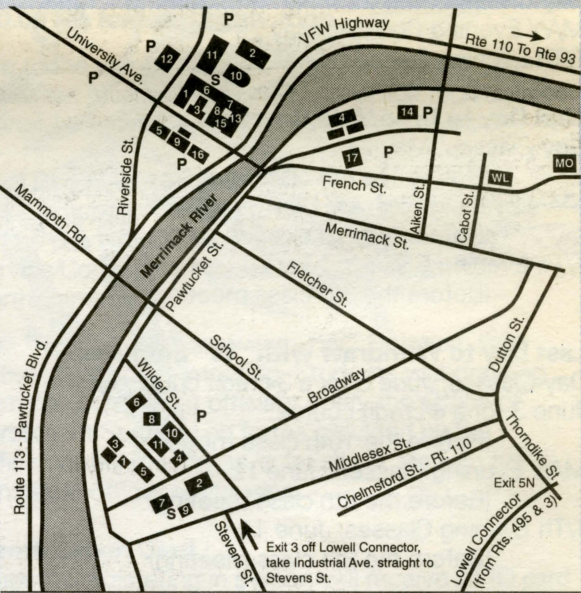 VFW Highway
Rte 110 To Rte 93
University Ave.
P
P
12
11
2
S
10
6
1
3
8
7
15
13
5
9
16
P
4
14
P
17
P
WL
MO
French St.
Aiken St.
Cabot St.
Riverside St.
Mammoth Rd.
Merrimack River
Pawtucket St.
Merrimack St.
Fletcher St.
Dutton St.
School St.
Broadway
Wilder St.
P
6
8
10
3
11
4
5
7
S
9
2
Middlesex St.
Chelmsford St. - Rt. 110
Thorndike St.
Exit 5N
Lowell Connector
(from Rts. 495 & 3)
Route 113 - Pawtucket Blvd.
Stevens St.
Exit 3 off Lowell Connector,
take Industrial Ave. straight to
Stevens St.